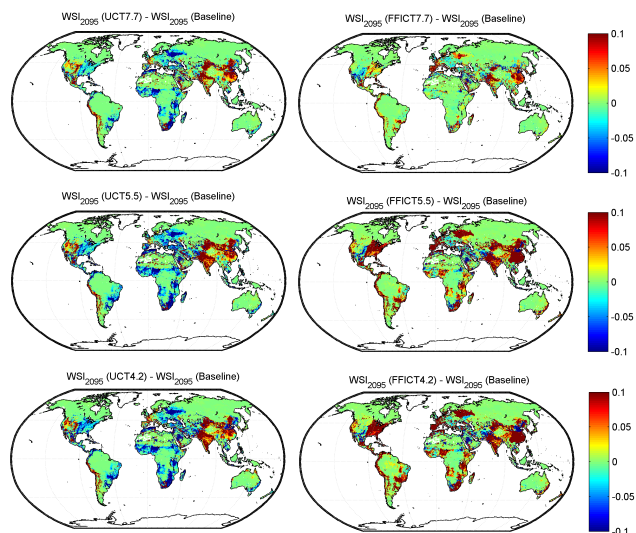 WSI2095 (UCT7.7) - WSI2095 (Baseline)
WSI2095 (FFICT7.7) - WSI2095 (Baseline)
0.1
0.05
0
-0.05
-0.1
WSI2095 (UCT5.5) - WSI2095 (Baseline)
WSI2095 (FFICT5.5) - WSI2095 (Baseline)
0.1
0.05
0
-0.05
-0.1
WSI2095 (UCT4.2) - WSI2095 (Baseline)
WSI2095 (FFICT4.2) - WSI2095 (Baseline)
0.1
0.05
0
-0.05
-0.1